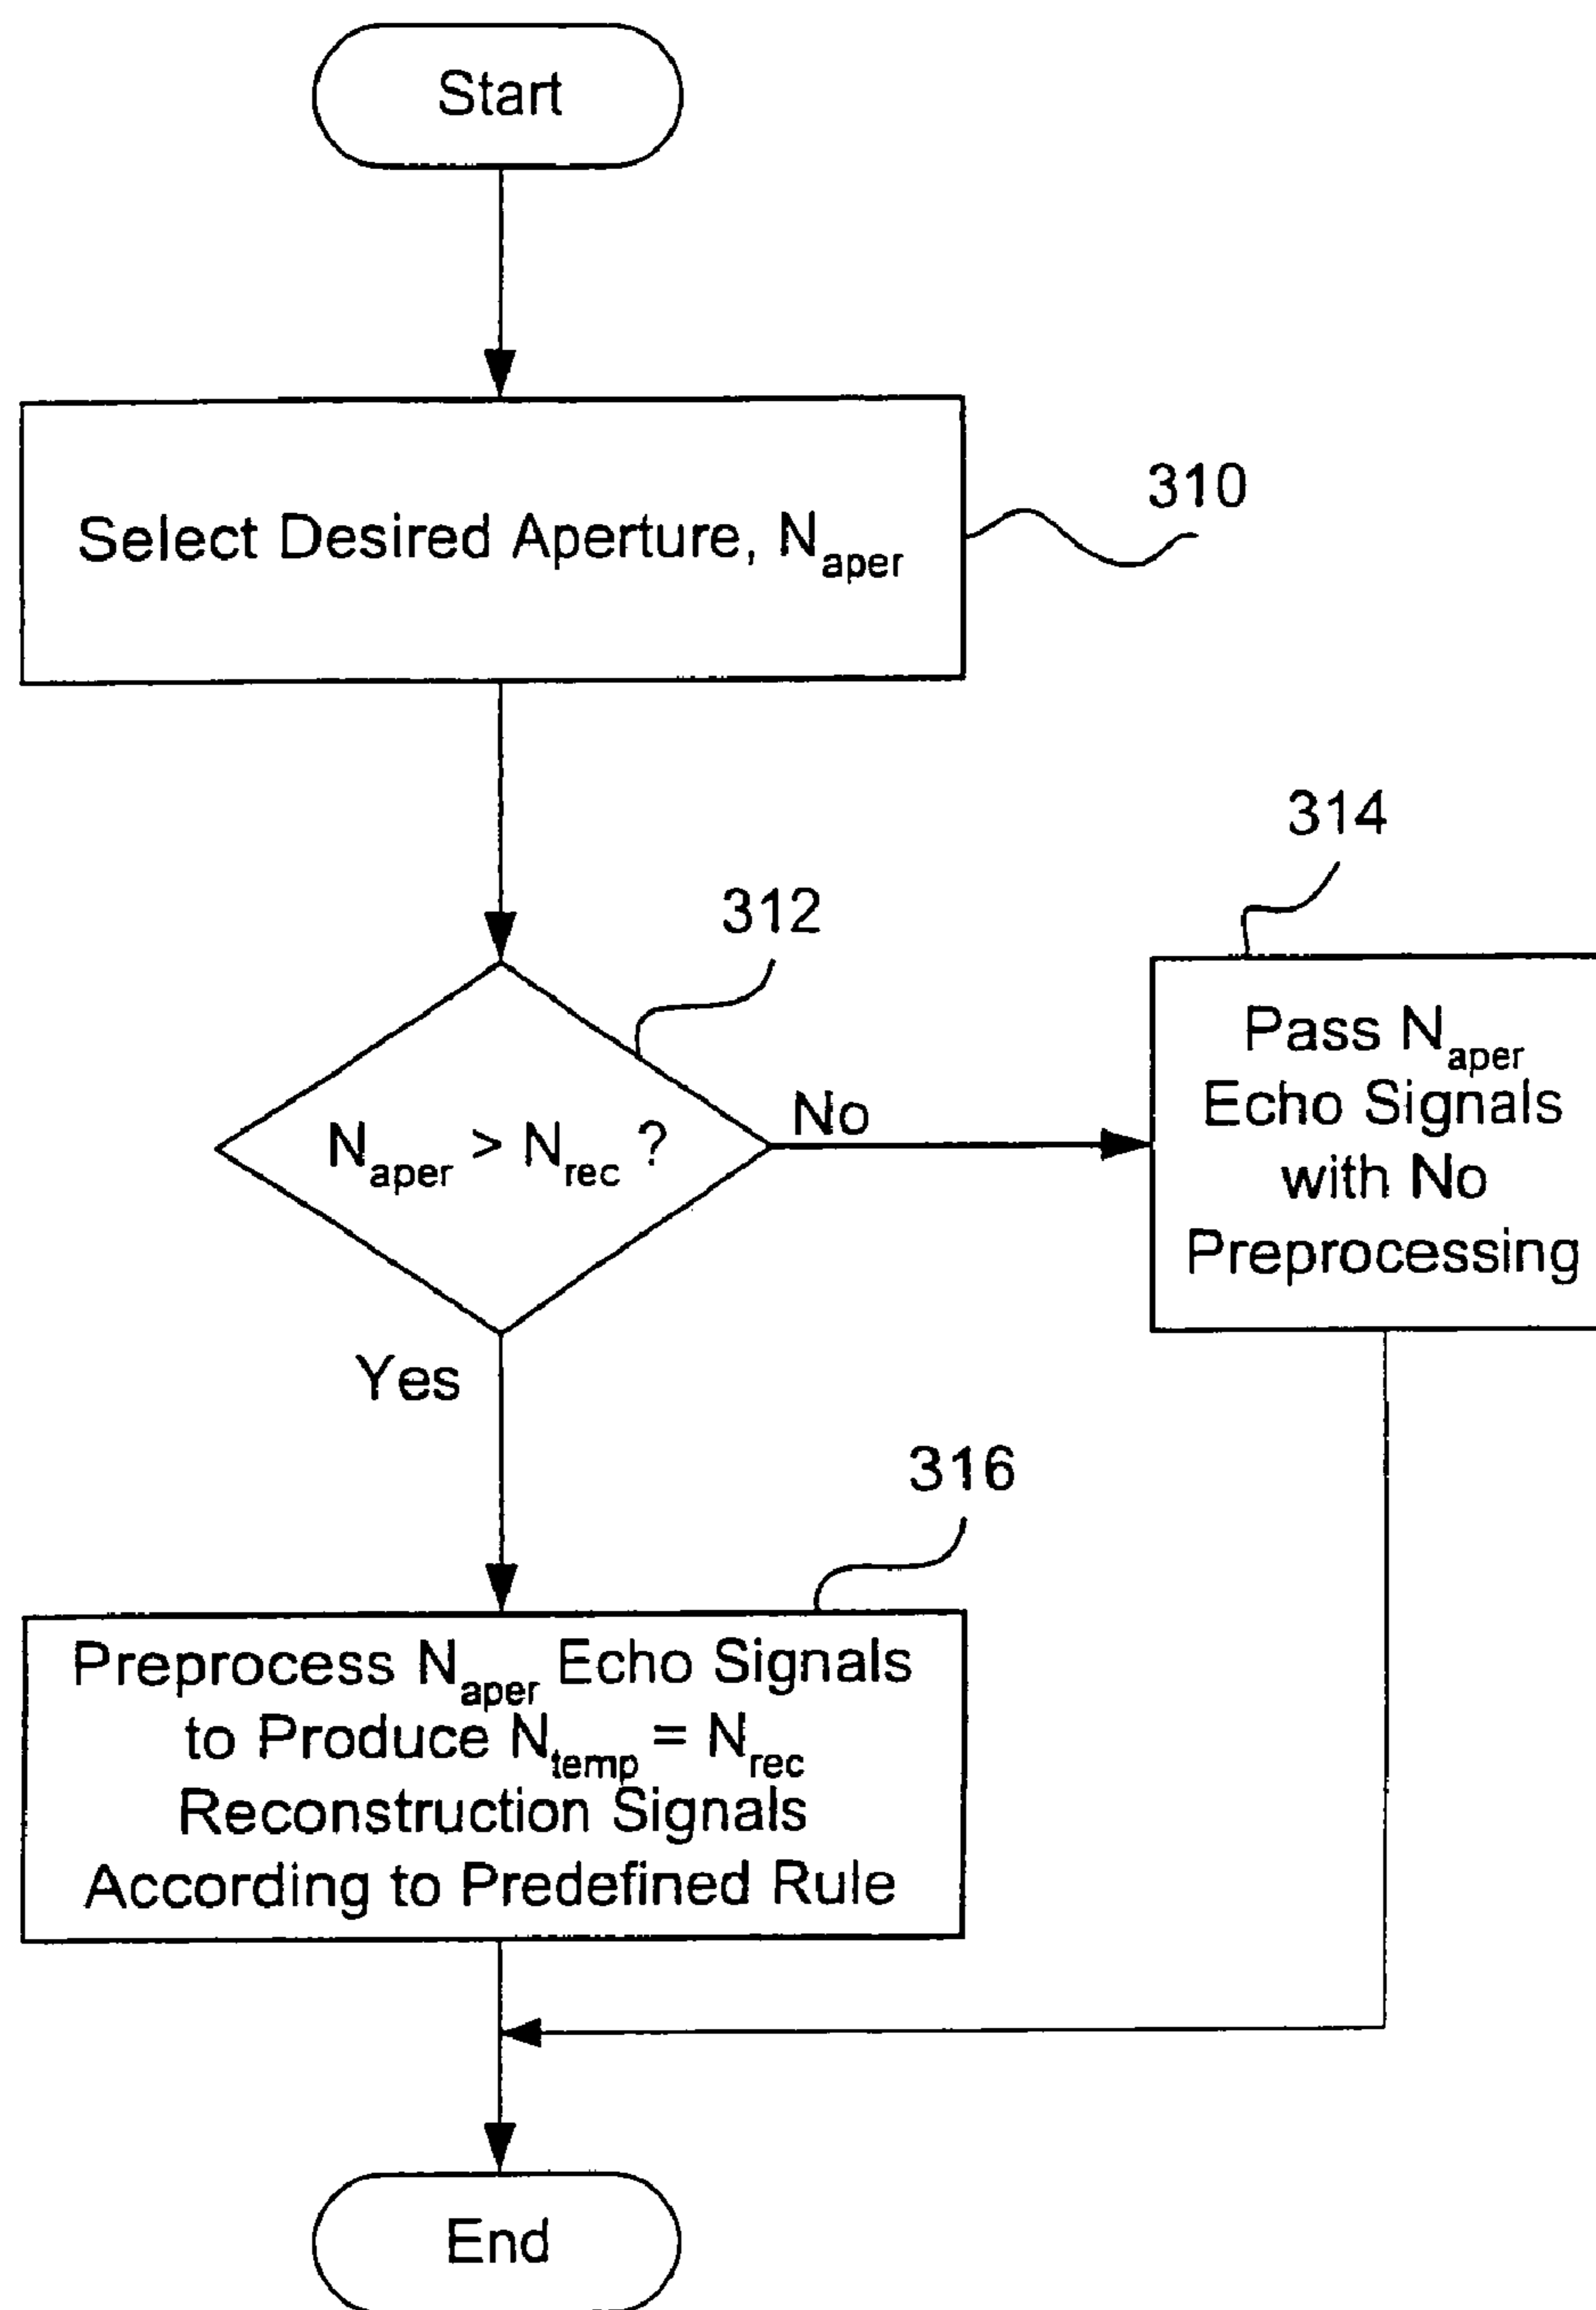 Start
Select Desired Aperture, Naper
310
312
Naper > Nrec ?
No
314
Pass Naper
Echo Signals
with No
Preprocessing
Yes
316
Preprocess Naper Echo Signals
to Produce Ntemp = Nrec
Reconstruction Signals
According to Predefined Rule
End